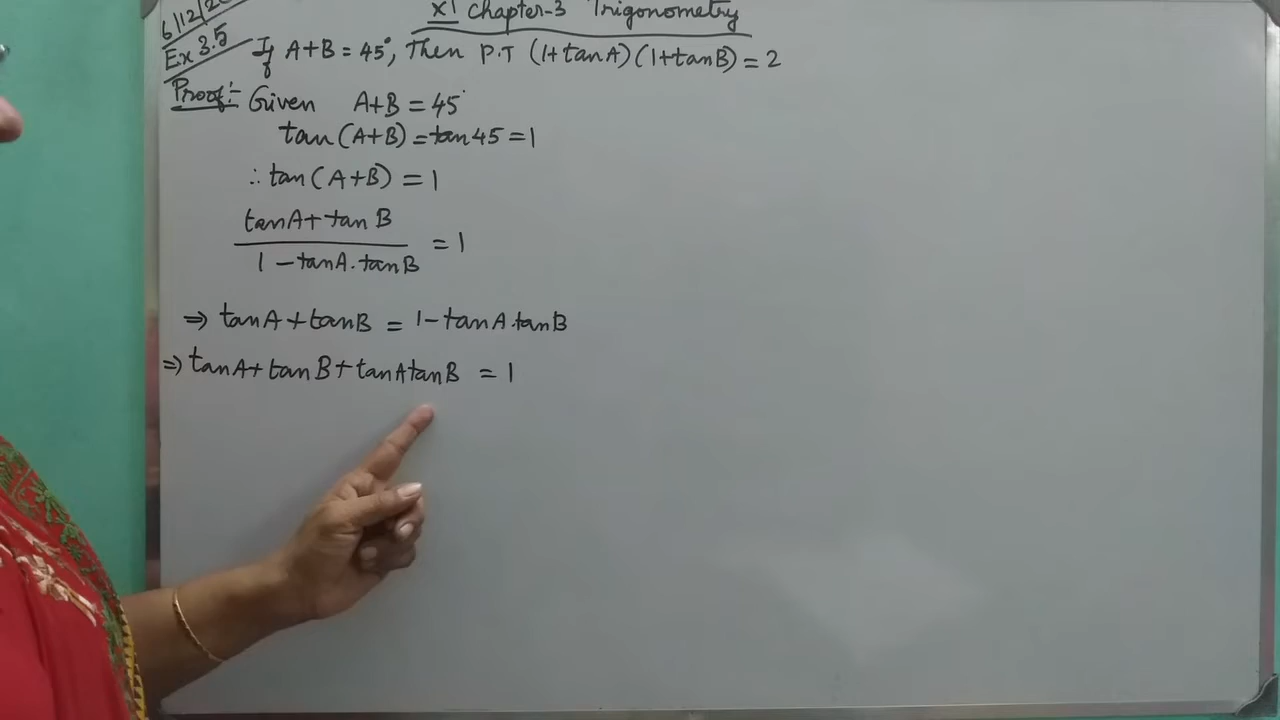 XI Chapter-3 Trigonometry
6/12/20
Ex 3.5 If A+B = 45°, Then P.T (1+tanA)(1+tanB) = 2
Proof:- Given A+B = 45°
tan(A+B) = tan45 = 1
∴ tan(A+B) = 1
tanA + tan B
= 1
1 - tanA.tanB
⇒ tanA + tanB = 1 - tanA.tanB
⇒ tanA + tanB + tanAtanB = 1